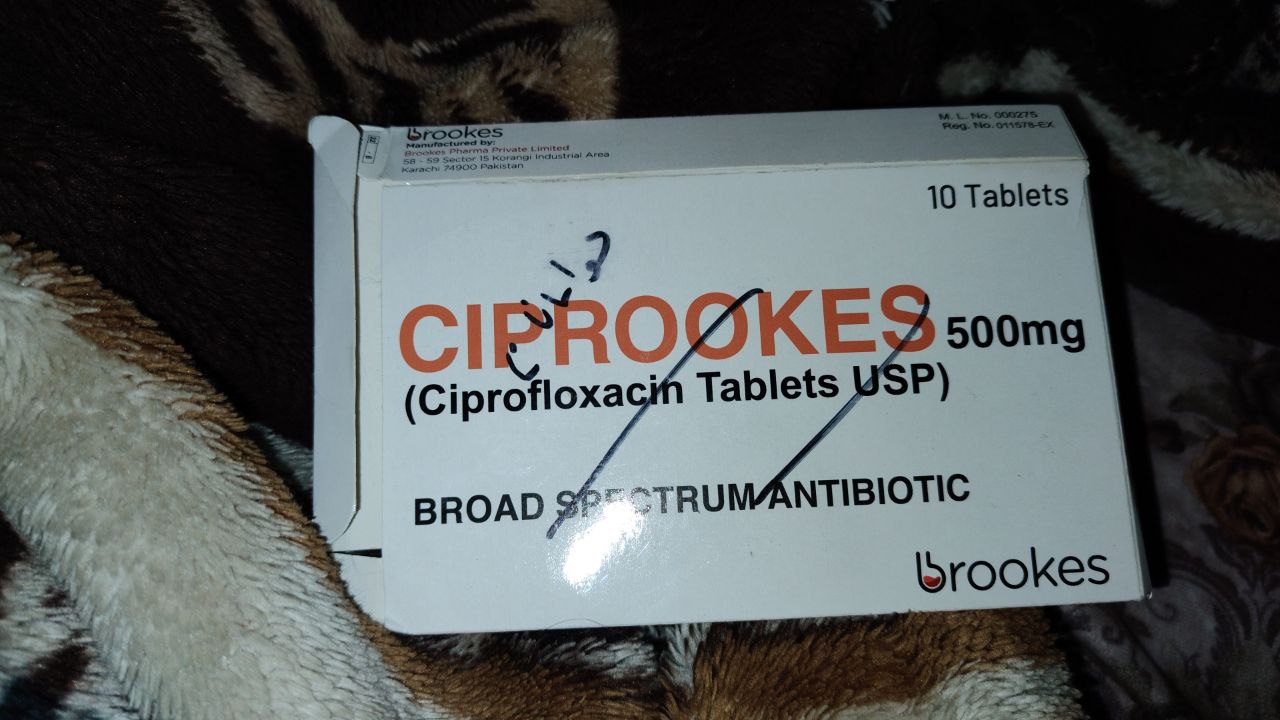 brookes
Manufactured by:
Brookes Pharma Private Limited
58 - 59 Sector 15 Korangi Industrial Area
Karachi 74900 Pakistan
M. L. No. 000275
Reg. No. 011578-EX
10 Tablets
CIPROOKES 500mg
(Ciprofloxacin Tablets USP)
BROAD SPECTRUM ANTIBIOTIC
brookes